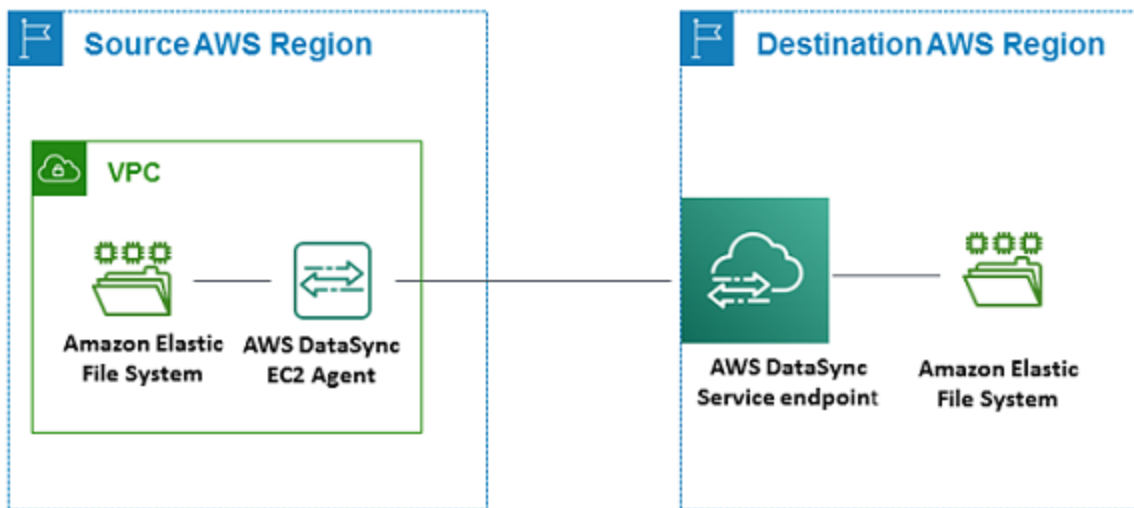 Source AWS Region
Destination AWS Region
VPC
Amazon Elastic
File System
AWS DataSync
EC2 Agent
AWS DataSync
Service endpoint
Amazon Elastic
File System